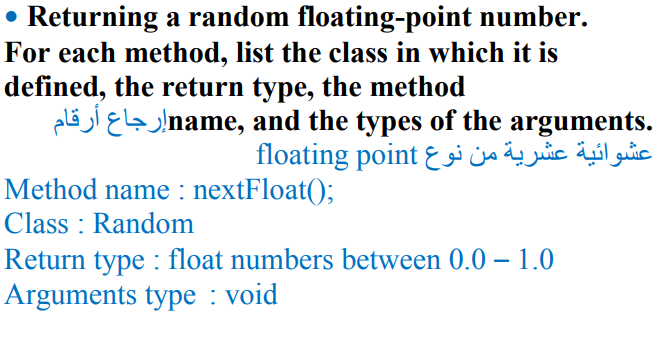 • Returning a random floating-point number.
For each method, list the class in which it is
defined, the return type, the method
name, and the types of the arguments.إرجاع أرقام
عشوائية عشرية من نوع floating point
Method name : nextFloat();
Class : Random
Return type : float numbers between 0.0 – 1.0
Arguments type : void